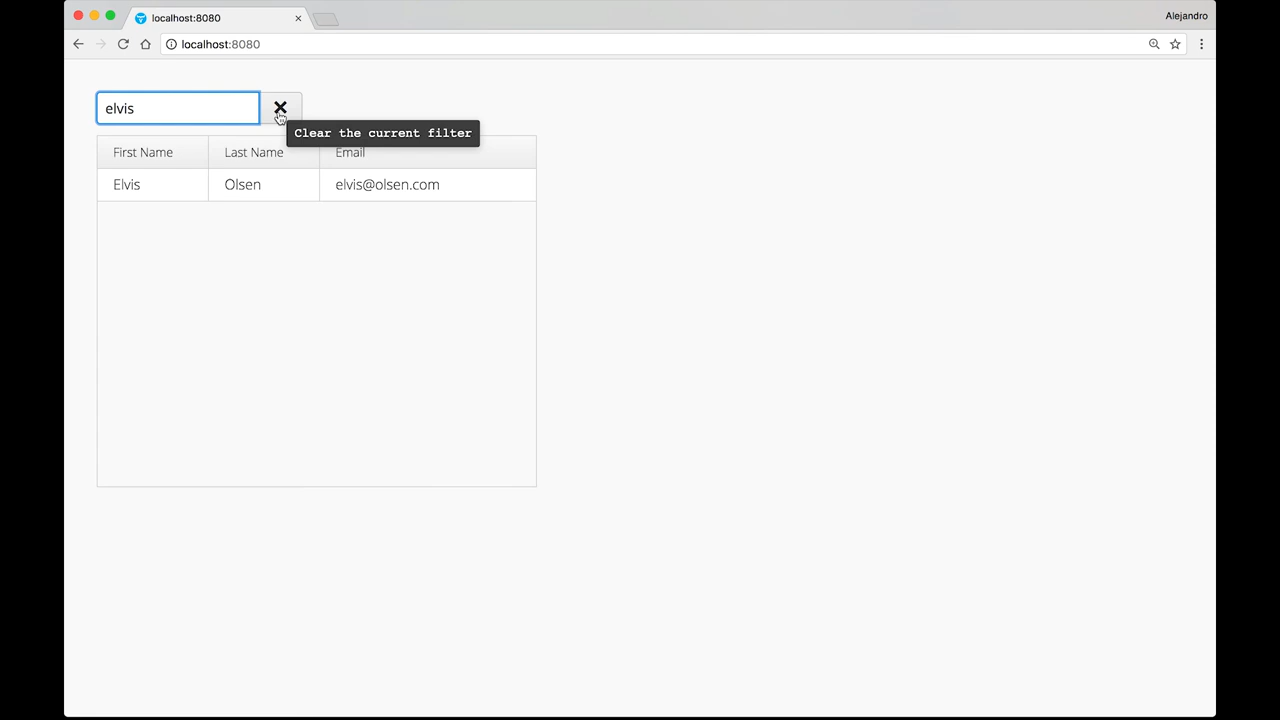 localhost:8080
Alejandro
localhost:8080
elvis
Clear the current filter
First Name Last Name Email
Elvis Olsen elvis@olsen.com